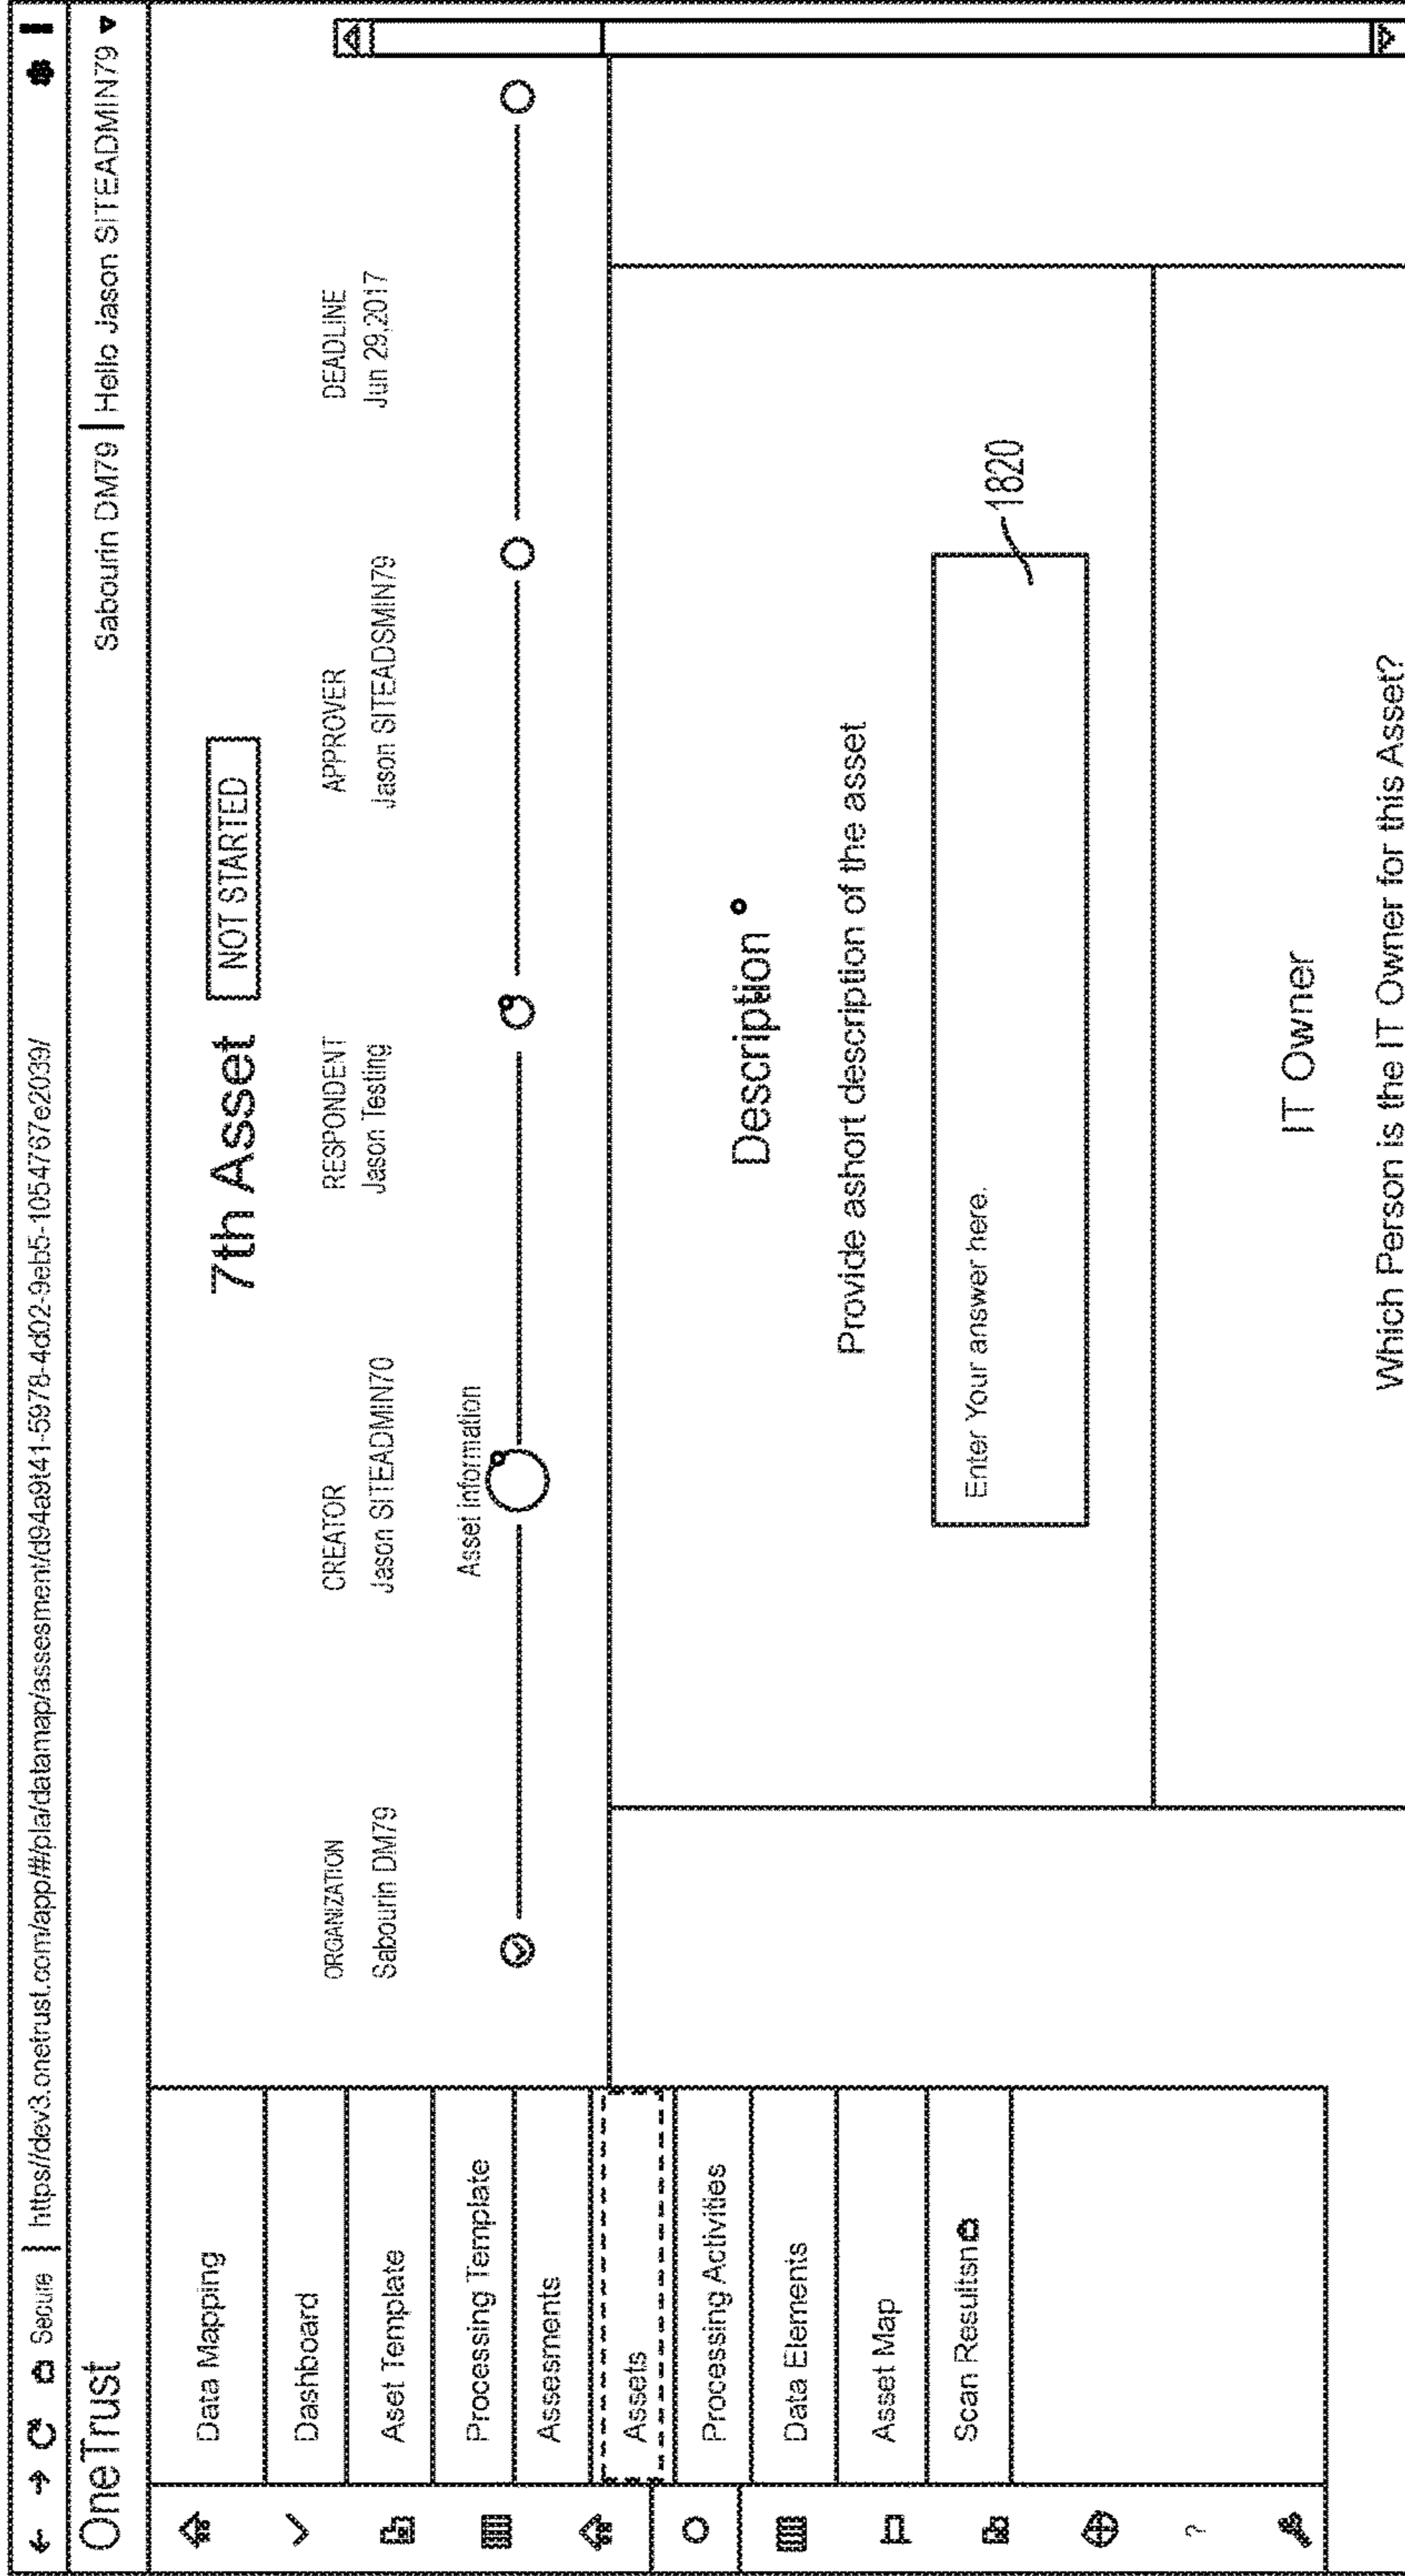 Secure | https//dev3.onetrust.com/app/#/pla/datamap/assesment/d94a9t41-5978-4d02-9eb5-1054767e2039/
OneTrust
Sabourin DM79 | Hello Jason SITEADMIN79
Data Mapping
Dashboard
Aset Template
Processing Template
Assesments
Assets
Processing Activities
Data Elements
Asset Map
Scan Resultsn
?
7th Asset
NOT STARTED
ORGANIZATION
Sabourin DM79
CREATOR
Jason SITEADMIN70
RESPONDENT
Jason Testing
APPROVER
Jason SITEADSMIN79
DEADLINE
Jun 29,2017
Asset information
Description
Provide ashort description of the asset
Enter Your answer here.
1820
IT Owner
Which Person is the IT Owner for this Asset?